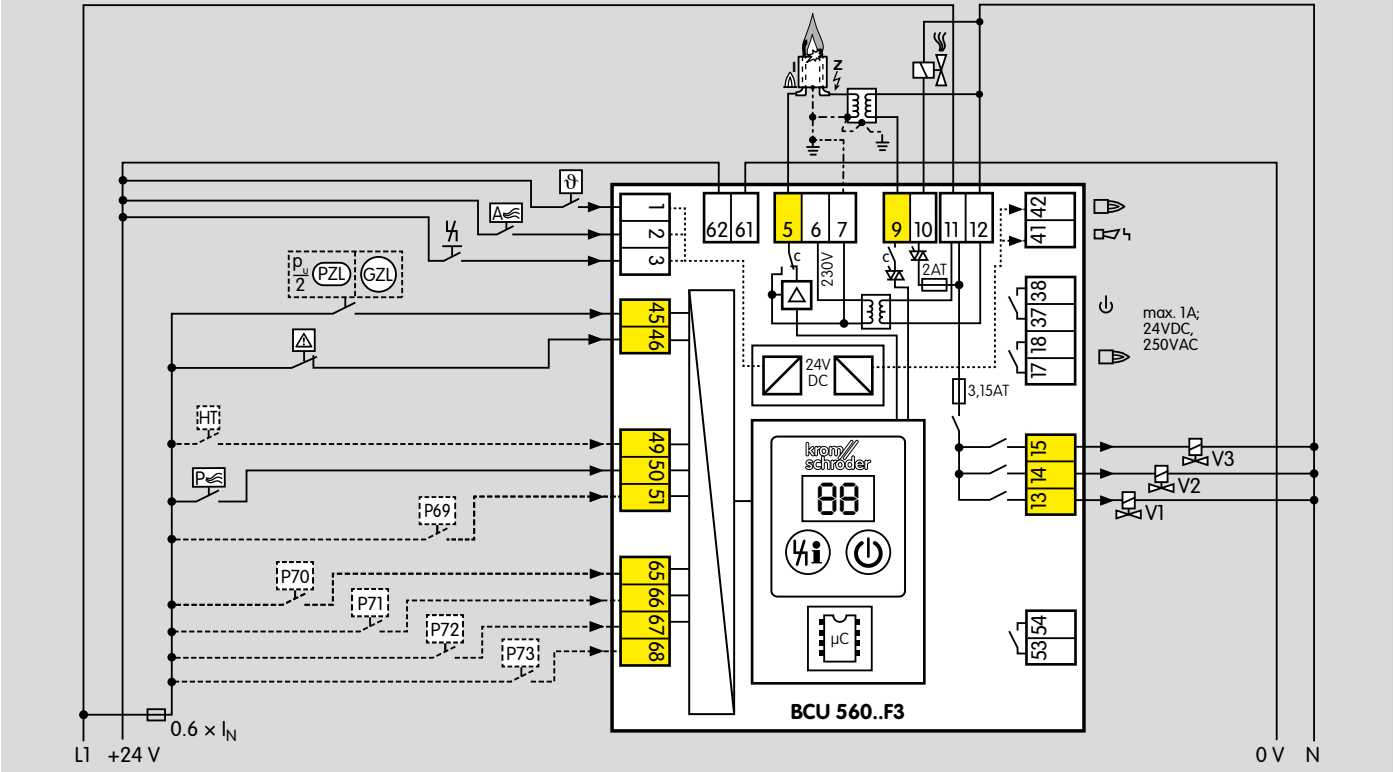 I
Z
ϑ
A
1
2
3
62
61
5
6
7
9
10
11
12
42
41
c
230V
c
2AT
pu
2
PZL
GZL
45
46
38
37
18
17
max. 1A;
24VDC,
250VAC
24V
DC
3,15AT
HT
49
50
51
P
krom//
schröder
88
15
14
13
V3
V2
V1
P69
i
P70
65
66
67
68
P71
P72
P73
µC
54
53
BCU 560..F3
0.6 × IN
L1
+24 V
0 V
N